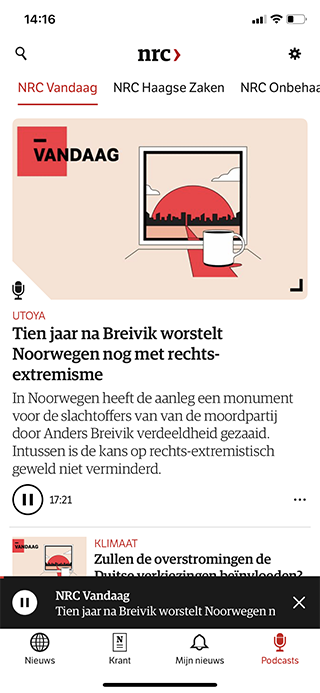 14:16
nrc
NRC Vandaag NRC Haagse Zaken NRC Onbehaa
VANDAAG
UTOYA
Tien jaar na Breivik worstelt
Noorwegen nog met rechts-
extremisme
In Noorwegen heeft de aanleg een monument
voor de slachtoffers van van de moordpartij
door Anders Breivik verdeeldheid gezaaid.
Intussen is de kans op rechts-extremistisch
geweld niet verminderd.
17:21
VANDAAG
KLIMAAT
Zullen de overstromingen de
Duitse verkiezingen beïnvloeden?
NRC Vandaag
Tien jaar na Breivik worstelt Noorwegen n
N
Nieuws Krant Mijn nieuws Podcasts